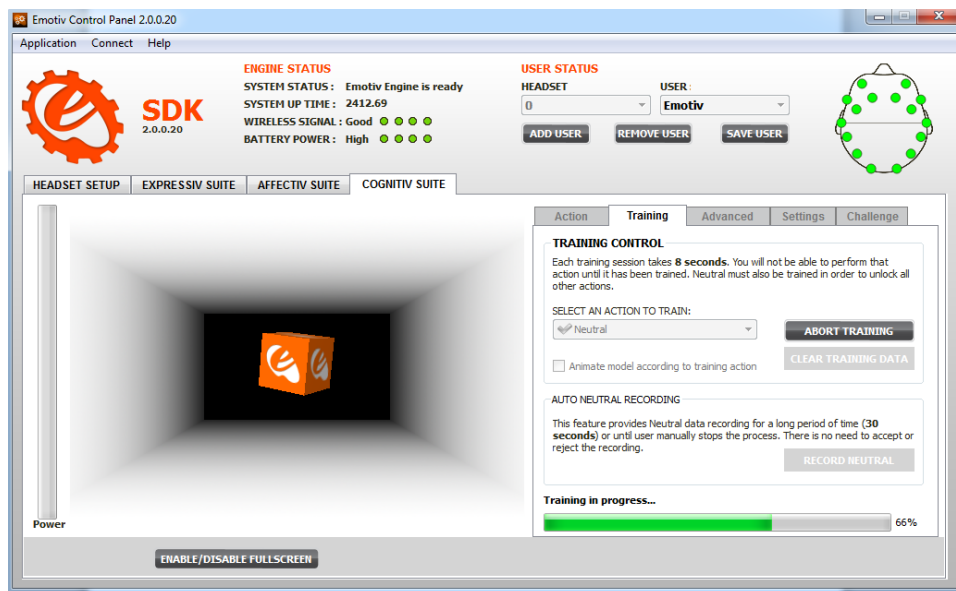 Emotiv Control Panel 2.0.0.20
Application Connect Help
SDK
2.0.0.20
ENGINE STATUS
SYSTEM STATUS : Emotiv Engine is ready
SYSTEM UP TIME : 2412.69
WIRELESS SIGNAL : Good
BATTERY POWER : High
USER STATUS
HEADSET USER :
0 Emotiv
ADD USER REMOVE USER SAVE USER
HEADSET SETUP EXPRESSIV SUITE AFFECTIV SUITE COGNITIV SUITE
Power
ENABLE/DISABLE FULLSCREEN
Action Training Advanced Settings Challenge
TRAINING CONTROL
Each training session takes 8 seconds. You will not be able to perform that
action until it has been trained. Neutral must also be trained in order to unlock all
other actions.
SELECT AN ACTION TO TRAIN:
Neutral ABORT TRAINING
CLEAR TRAINING DATA
Animate model according to training action
AUTO NEUTRAL RECORDING
This feature provides Neutral data recording for a long period of time (30
seconds) or until user manually stops the process. There is no need to accept or
reject the recording.
RECORD NEUTRAL
Training in progress...
66%